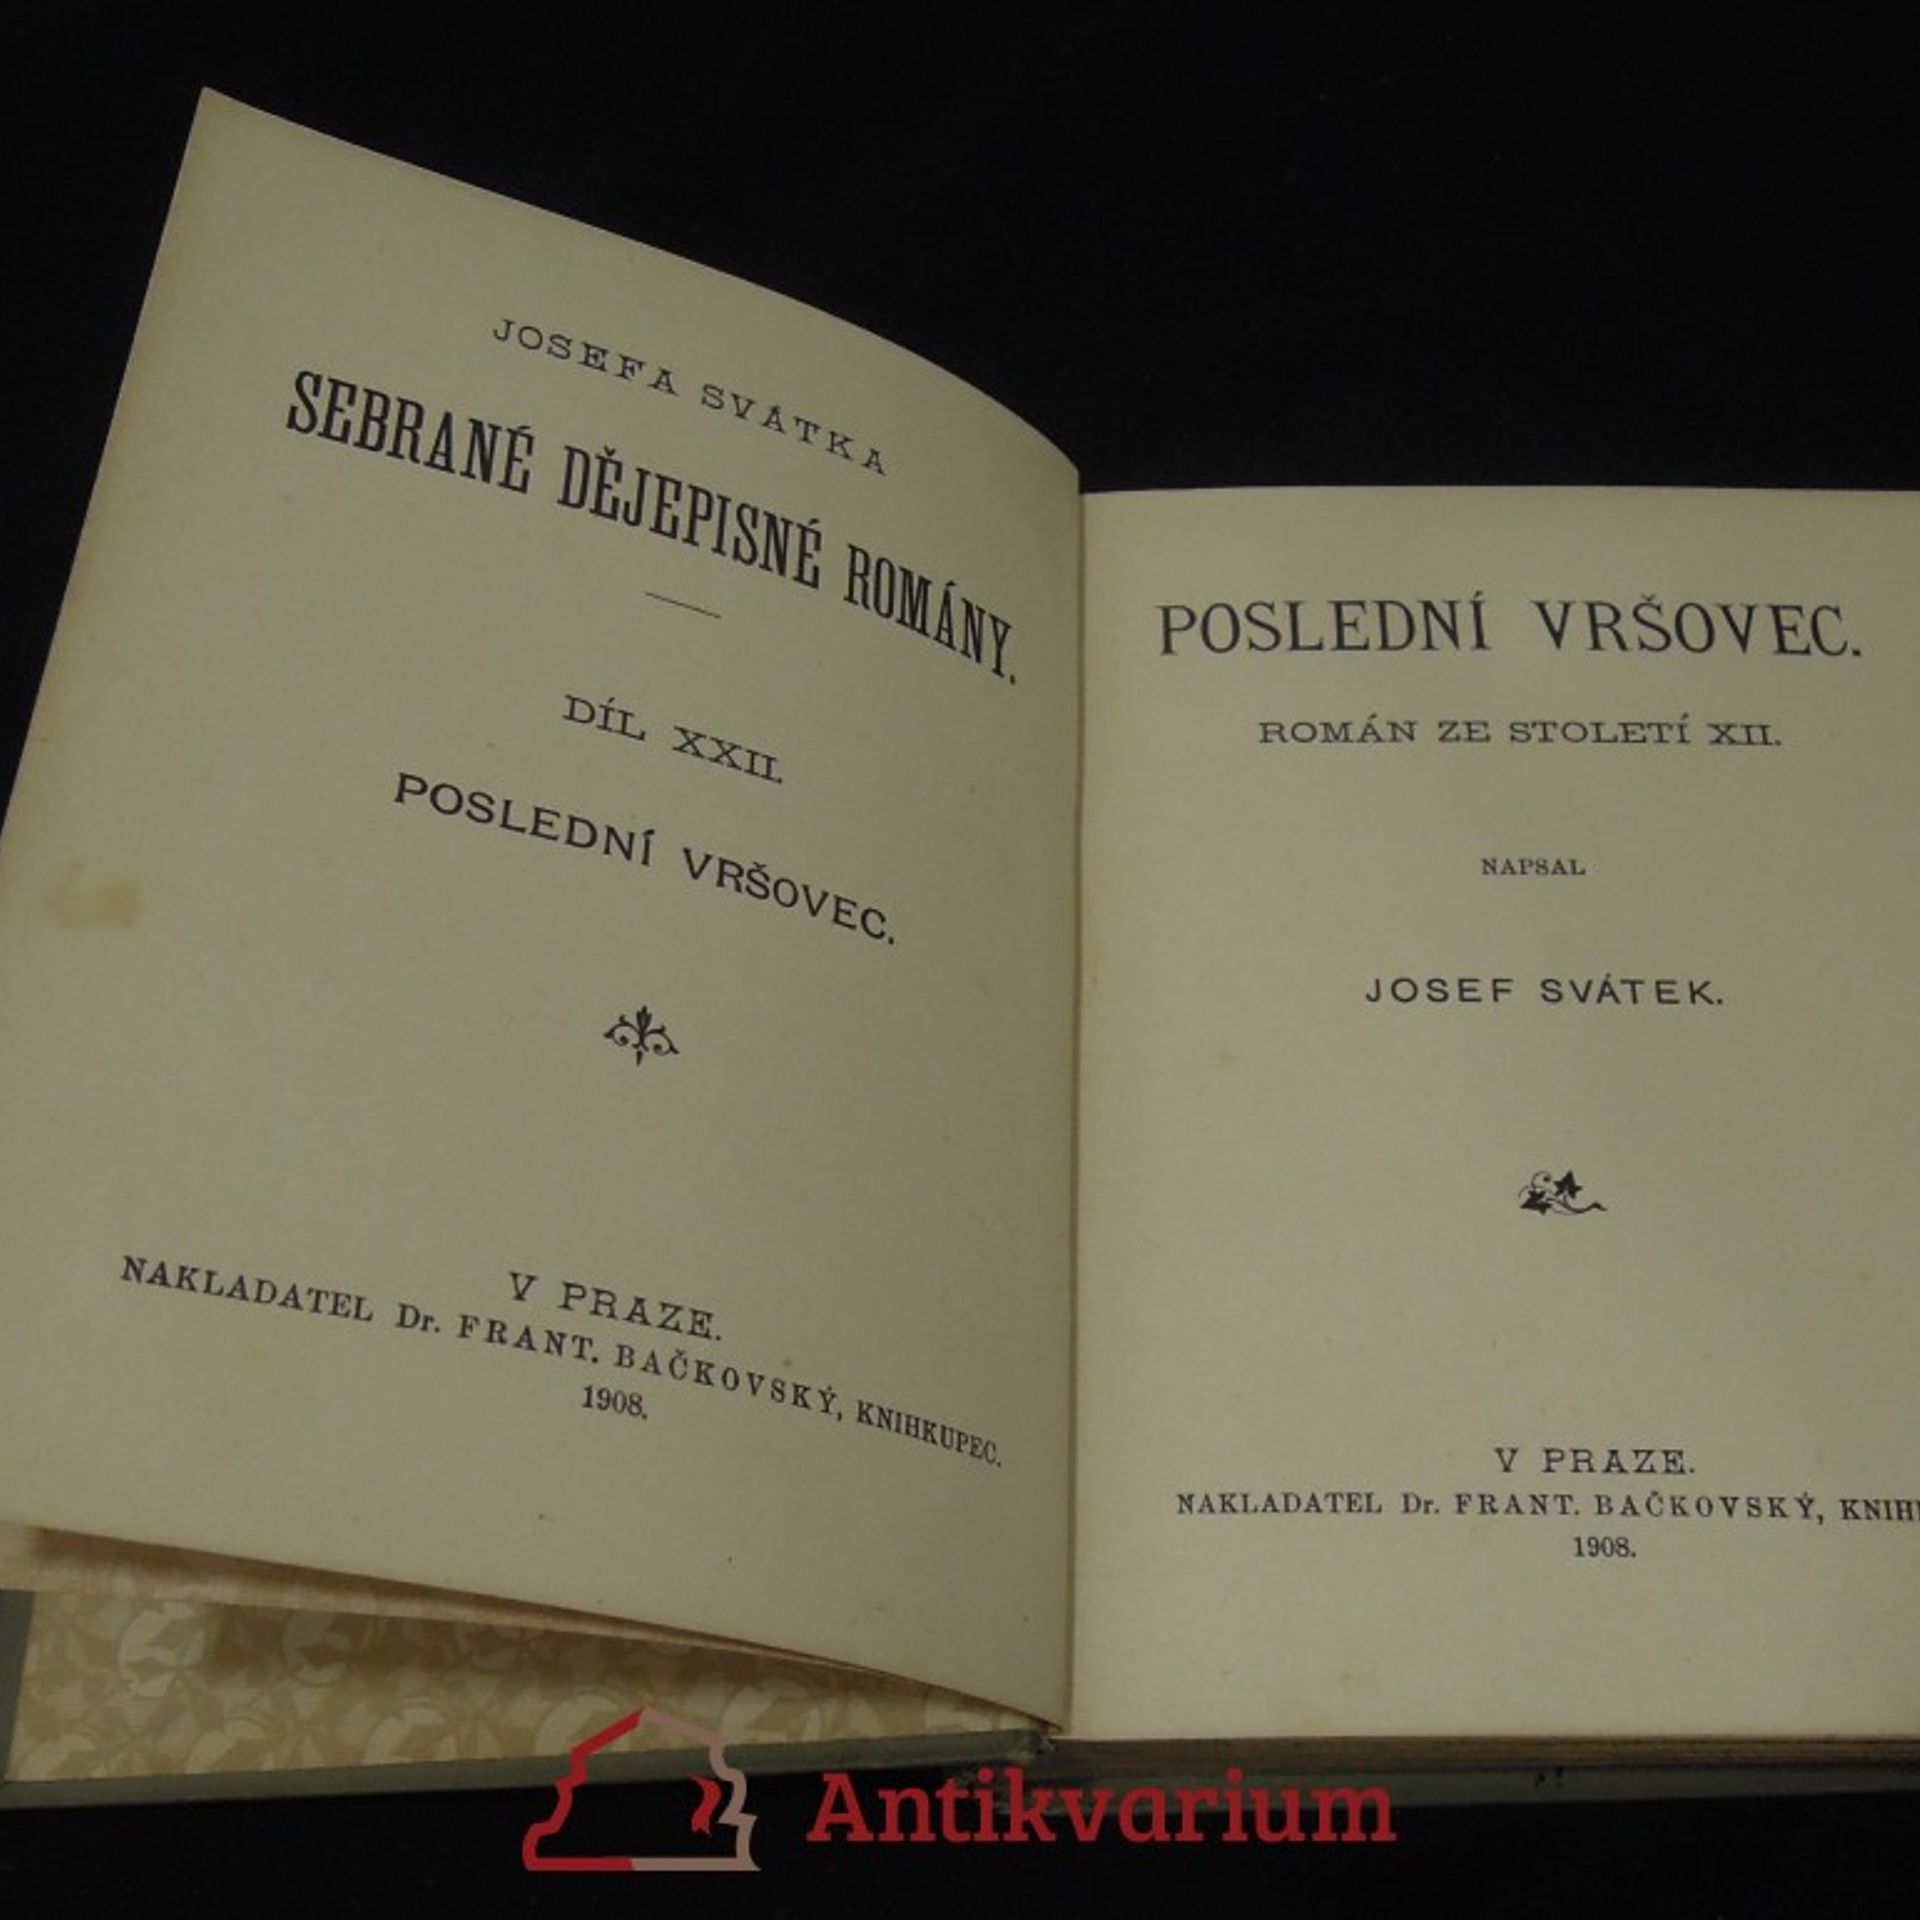 JOSEFA SVÁTKA
SEBRANÉ DĚJEPISNÉ ROMÁNY.
DÍL XXII.
POSLEDNÍ VRŠOVEC.
V PRAZE.
NAKLADATEL Dr. FRANT. BAČKOVSKÝ, KNIHKUPEC.
1908.
POSLEDNÍ VRŠOVEC.
ROMÁN ZE STOLETÍ XII.
NAPSAL
JOSEF SVÁTEK.
V PRAZE.
NAKLADATEL Dr. FRANT. BAČKOVSKÝ,
1908.
Antikvarium